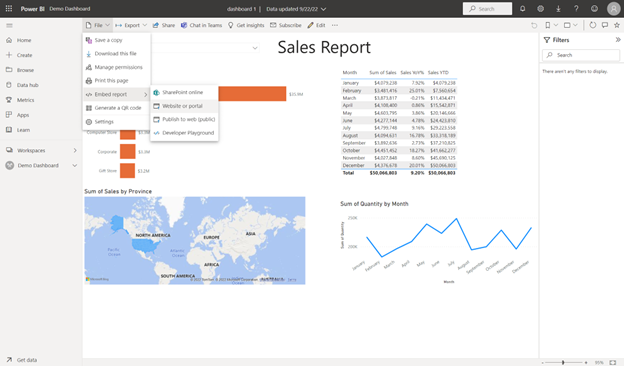 Power BI Demo Dashboard
dashboard 1 | Data updated 9/22/22
Search
File Export Share Chat in Teams Get insights Subscribe Edit ...
Home
Create
Browse
Data hub
Metrics
Apps
Learn
Workspaces
Demo Dashboard
Get data
Save a copy
Download this file
Manage permissions
Print this page
Embed report
Generate a QR code
Settings
SharePoint online
Website or portal
Publish to web (public)
Developer Playground
Sales Report
Corporate
Gift Store
$3.2M
Sum of Sales by Province
NORTH AMERICA
EUROPE
ASIA
AFRICA
SOUTH AMERICA
Pacific Ocean
Atlantic Ocean
Month Sum of Sales Sales YoY% Sales YTD
January $4,079,238 7.92% $4,079,238
February $3,481,416 25.01% $7,560,654
March $3,873,817 -0.21% $11,434,471
April $4,108,400 0.86% $15,542,871
May $4,603,795 3.86% $20,146,666
June $4,277,144 4.78% $24,423,810
July $4,799,748 9.16% $29,223,558
August $4,094,631 16.78% $33,318,189
September $3,892,636 2.73% $37,210,825
October $4,451,452 18.27% $41,662,277
November $4,027,848 8.60% $45,690,125
December $4,376,678 20.01% $50,066,803
Total $50,066,803 9.20% $50,066,803
Sum of Quantity by Month
Sum of Quantity
250K
200K
January February March April May June July August September October November December
Month
Filters
Search
There aren't any filters to display.